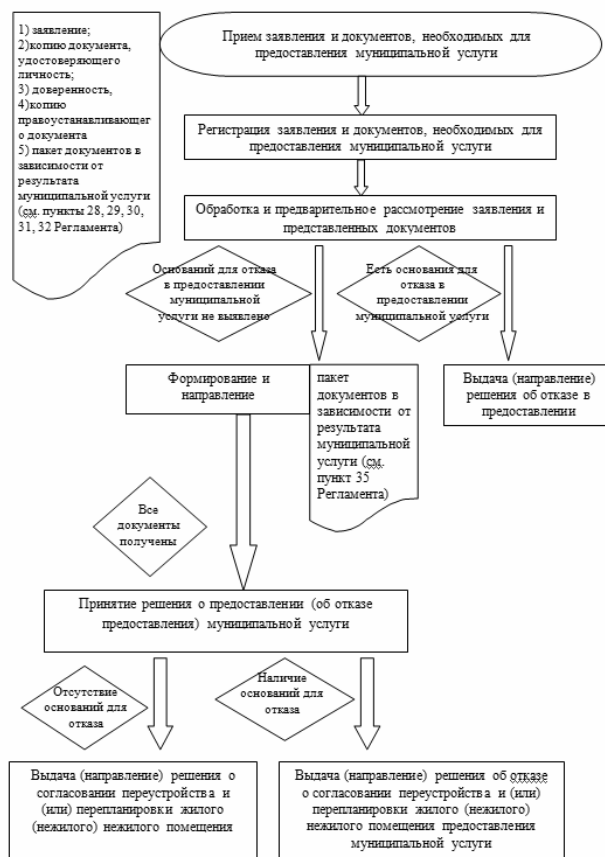 1) заявление;
2)копию документа,
удостоверяющего
личность;
3) доверенность,
4)копию
правоустанавливающег
о документа
5) пакет документов в
зависимости от
результата
муниципальной услуги
(см. пункты 28, 29, 30,
31, 32 Регламента)
Прием заявления и документов, необходимых для
предоставления муниципальной услуги
Регистрация заявления и документов, необходимых для
предоставления муниципальной услуги
Обработка и предварительное рассмотрение заявления и
представленных документов
Оснований для отказа
в предоставлении
муниципальной
услуги не выявлено
Есть основания для
отказа в
предоставлении
муниципальной услуги
Формирование и
направление
пакет
документов в
зависимости от
результата
муниципальной
услуги (см.
пункт 35
Регламента)
Выдача (направление)
решения об отказе в
предоставлении
Все
документы
получены
Принятие решения о предоставлении (об отказе
предоставления) муниципальной услуги
Отсутствие
оснований для
отказа
Наличие
оснований для
отказа
Выдача (направление) решения о
согласовании переустройства и
(или) перепланировки жилого
(нежилого) нежилого помещения
Выдача (направление) решения об отказе
о согласовании переустройства и (или)
перепланировки жилого (нежилого)
нежилого помещения предоставления
муниципальной услуги